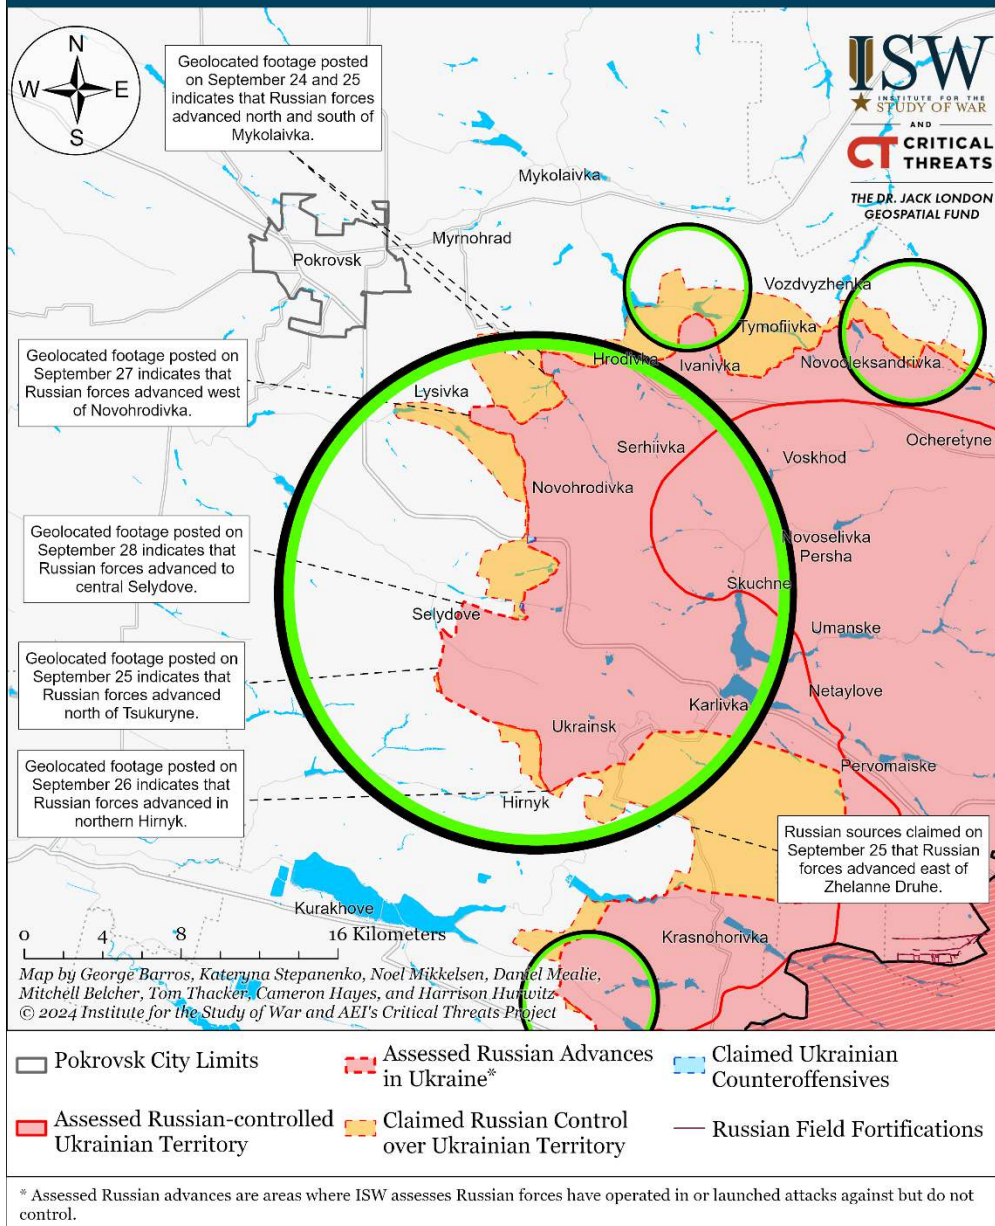 N
W
E
S
Geolocated footage posted
on September 24 and 25
indicates that Russian forces
advanced north and south of
Mykolaivka.
ISW
INSTITUTE FOR THE
STUDY OF WAR
AND
CT CRITICAL
THREATS
THE DR. JACK LONDON
GEOSPATIAL FUND
Mykolaivka
Myrnohrad
Pokrovsk
Vozdvyzhenka
Tymofiivka
Hrodivka
Ivanivka
Novooleksandrivka
Geolocated footage posted on
September 27 indicates that
Russian forces advanced west
of Novohrodivka.
Lysivka
Serhiivka
Ocheretyne
Voskhod
Novohrodivka
Geolocated footage posted on
September 28 indicates that
Russian forces advanced to
central Selydove.
Novoselivka
Persha
Skuchne
Selydove
Umanske
Geolocated footage posted on
September 25 indicates that
Russian forces advanced
north of Tsukuryne.
Netaylove
Karlivka
Ukrainsk
Geolocated footage posted on
September 26 indicates that
Russian forces advanced in
northern Hirnyk.
Pervomaiske
Hirnyk
Russian sources claimed on
September 25 that Russian
forces advanced east of
Zhelanne Druhe.
Kurakhove
Krasnohorivka
0 4 8 16 Kilometers
Map by George Barros, Kateryna Stepanenko, Noel Mikkelsen, Daniel Mealie,
Mitchell Belcher, Tom Thacker, Cameron Hayes, and Harrison Hurwitz
© 2024 Institute for the Study of War and AEI's Critical Threats Project
Pokrovsk City Limits
Assessed Russian Advances
in Ukraine*
Claimed Ukrainian
Counteroffensives
Assessed Russian-controlled
Ukrainian Territory
Claimed Russian Control
over Ukrainian Territory
Russian Field Fortifications
* Assessed Russian advances are areas where ISW assesses Russian forces have operated in or launched attacks against but do not
control.